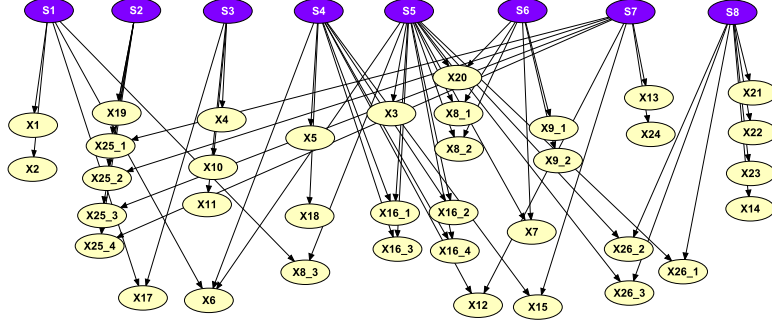 S1 S2 S3 S4 S5 S6 S7 S8
X20
X21
X13
X19 X4 X3 X8_1
X1 X5 X9_1 X24 X22
X25_1 X8_2
X2 X10 X9_2 X23
X25_2
X11 X14
X25_3 X18 X16_1 X16_2
X7
X25_4 X16_3 X16_4 X26_2
X8_3 X26_1
X17 X6 X12 X15 X26_3